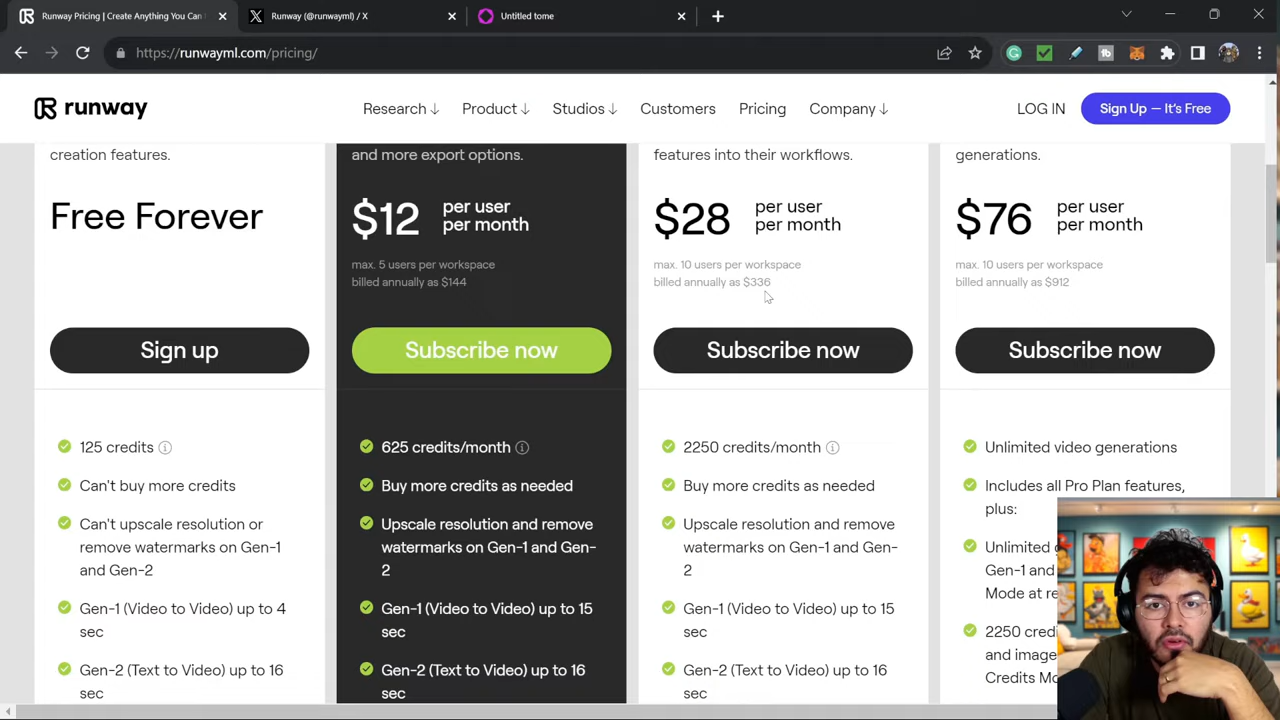 Runway Pricing | Create Anything You Can
Runway (@runwayml) / X
Untitled tome
https://runwayml.com/pricing/
runway
Research
Product
Studios
Customers
Pricing
Company
LOG IN
Sign Up — It's Free
creation features.
Free Forever
Sign up
125 credits
Can't buy more credits
Can't upscale resolution or
remove watermarks on Gen-1
and Gen-2
Gen-1 (Video to Video) up to 4
sec
Gen-2 (Text to Video) up to 16
sec
and more export options.
$12 per user
per month
max. 5 users per workspace
billed annually as $144
Subscribe now
625 credits/month
Buy more credits as needed
Upscale resolution and remove
watermarks on Gen-1 and Gen-
2
Gen-1 (Video to Video) up to 15
sec
Gen-2 (Text to Video) up to 16
sec
features into their workflows.
$28 per user
per month
max. 10 users per workspace
billed annually as $336
Subscribe now
2250 credits/month
Buy more credits as needed
Upscale resolution and remove
watermarks on Gen-1 and Gen-
2
Gen-1 (Video to Video) up to 15
sec
Gen-2 (Text to Video) up to 16
sec
generations.
$76 per user
per month
max. 10 users per workspace
billed annually as $912
Subscribe now
Unlimited video generations
Includes all Pro Plan features,
plus:
Unlimited
Gen-1 and
Mode at
2250
and image
Credits